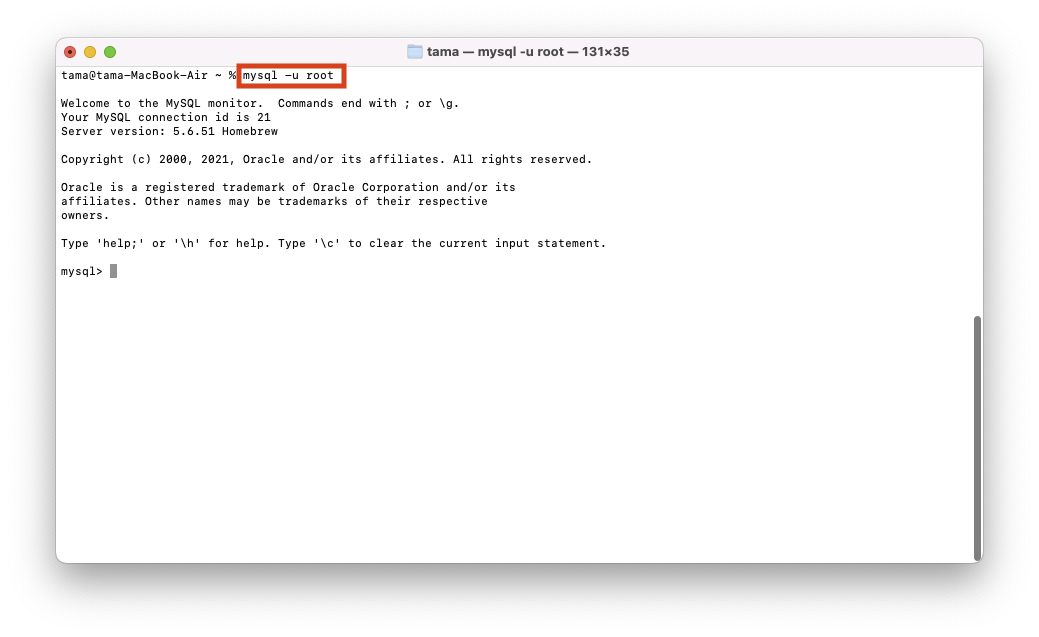 tama — mysql -u root — 131×35
tama@tama-MacBook-Air ~ % mysql -u root
Welcome to the MySQL monitor.  Commands end with ; or \g.
Your MySQL connection id is 21
Server version: 5.6.51 Homebrew
Copyright (c) 2000, 2021, Oracle and/or its affiliates. All rights reserved.
Oracle is a registered trademark of Oracle Corporation and/or its
affiliates. Other names may be trademarks of their respective
owners.
Type 'help;' or '\h' for help. Type '\c' to clear the current input statement.
mysql>